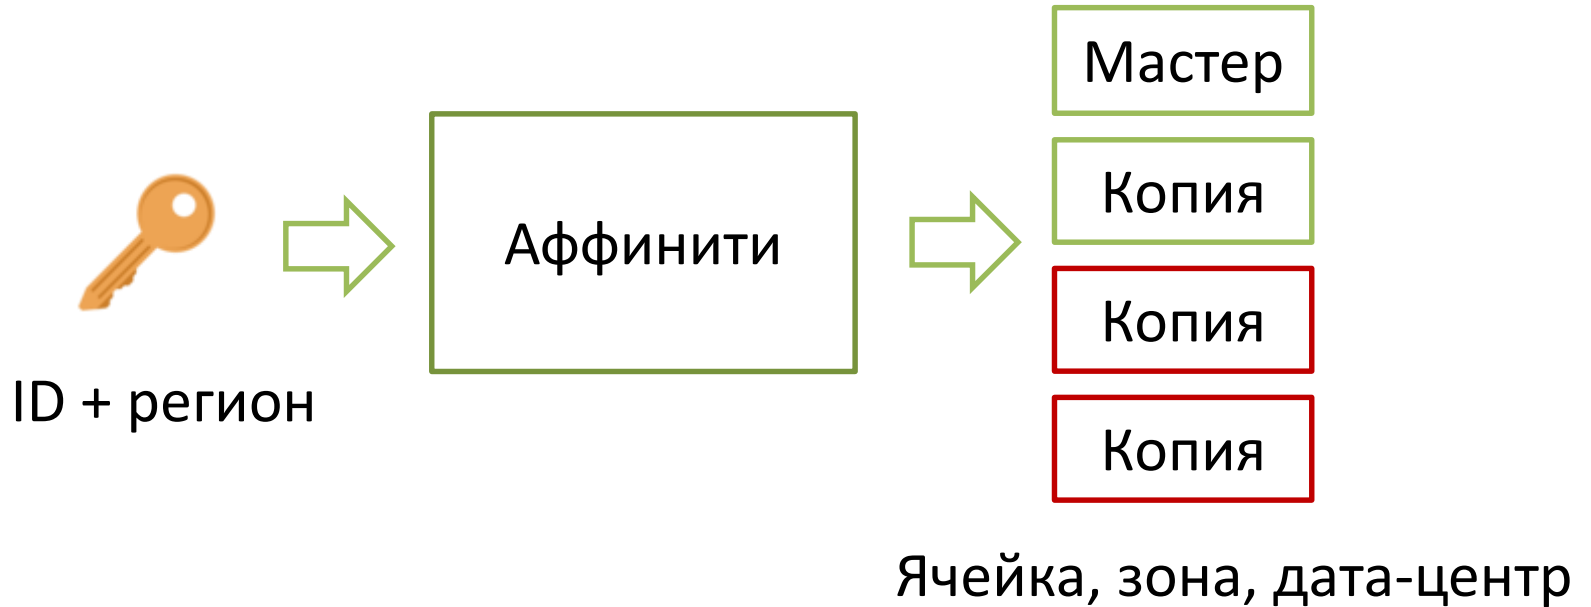 ID + регион
Аффинити
Мастер
Копия
Копия
Копия
Ячейка, зона, дата-центр